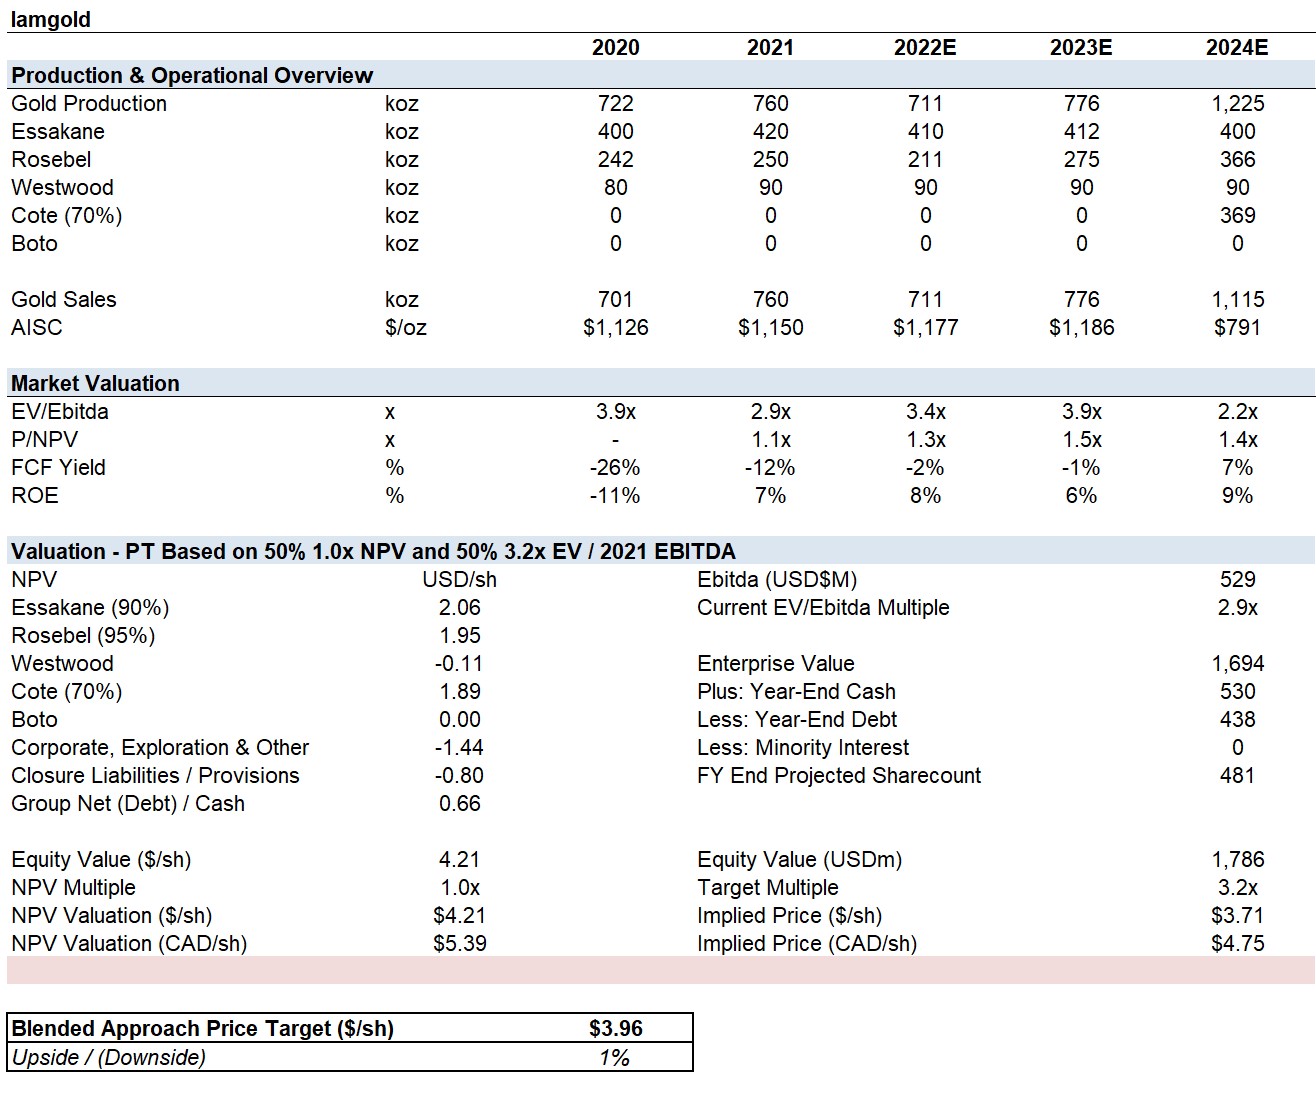 Iamgold
2020 2021 2022E 2023E 2024E
Production & Operational Overview
Gold Production koz 722 760 711 776 1,225
Essakane koz 400 420 410 412 400
Rosebel koz 242 250 211 275 366
Westwood koz 80 90 90 90 90
Cote (70%) koz 0 0 0 0 369
Boto koz 0 0 0 0 0
Gold Sales koz 701 760 711 776 1,115
AISC $/oz $1,126 $1,150 $1,177 $1,186 $791
Market Valuation
EV/Ebitda x 3.9x 2.9x 3.4x 3.9x 2.2x
P/NPV x - 1.1x 1.3x 1.5x 1.4x
FCF Yield % -26% -12% -2% -1% 7%
ROE % -11% 7% 8% 6% 9%
Valuation - PT Based on 50% 1.0x NPV and 50% 3.2x EV / 2021 EBITDA
NPV USD/sh Ebitda (USD$M) 529
Essakane (90%) 2.06 Current EV/Ebitda Multiple 2.9x
Rosebel (95%) 1.95
Westwood -0.11 Enterprise Value 1,694
Cote (70%) 1.89 Plus: Year-End Cash 530
Boto 0.00 Less: Year-End Debt 438
Corporate, Exploration & Other -1.44 Less: Minority Interest 0
Closure Liabilities / Provisions -0.80 FY End Projected Sharecount 481
Group Net (Debt) / Cash 0.66
Equity Value ($/sh) 4.21 Equity Value (USDm) 1,786
NPV Multiple 1.0x Target Multiple 3.2x
NPV Valuation ($/sh) $4.21 Implied Price ($/sh) $3.71
NPV Valuation (CAD/sh) $5.39 Implied Price (CAD/sh) $4.75
Blended Approach Price Target ($/sh) $3.96
Upside / (Downside) 1%